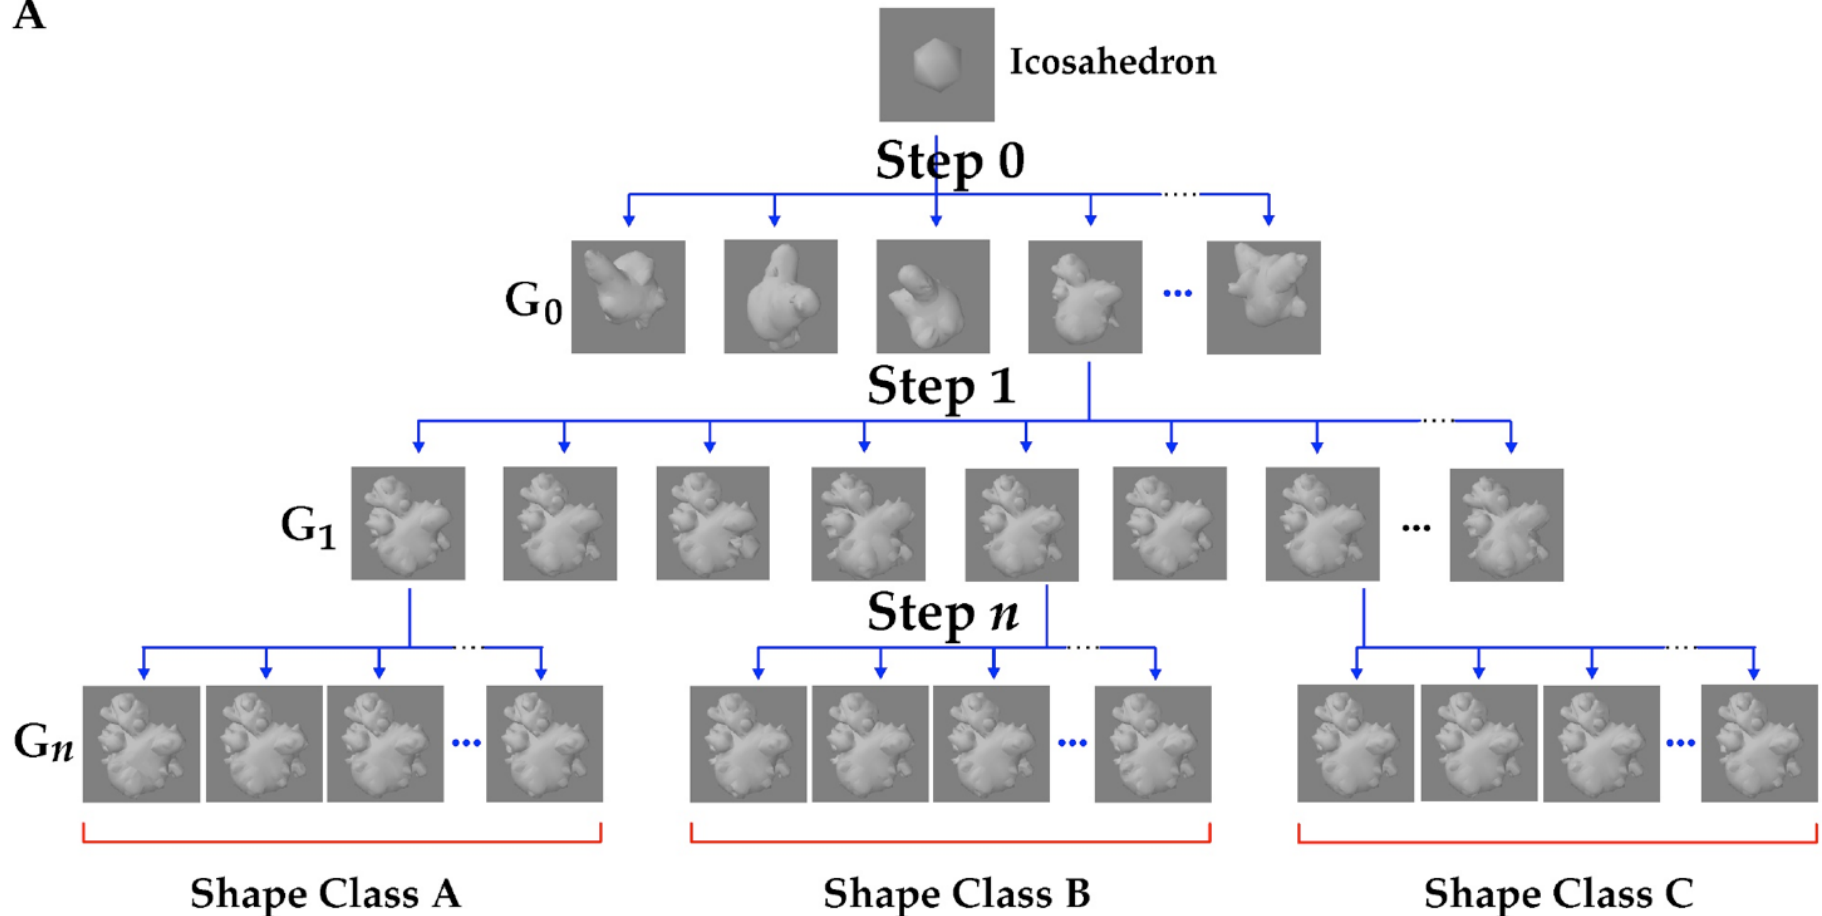 A
Icosahedron
Step 0
G0
Step 1
G1
Step n
Gn
Shape Class A
Shape Class B
Shape Class C